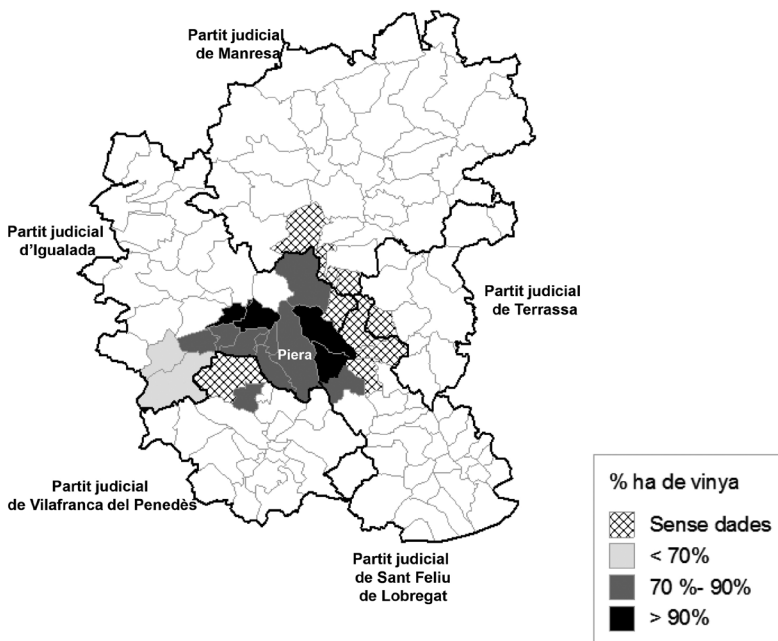 Partit judicial
de Manresa
Partit judicial
d'Igualada
Partit judicial
de Terrassa
Piera
Partit judicial
de Vilafranca del Penedès
Partit judicial
de Sant Feliu
de Lobregat
% ha de vinya
Sense dades
< 70%
70 %- 90%
> 90%